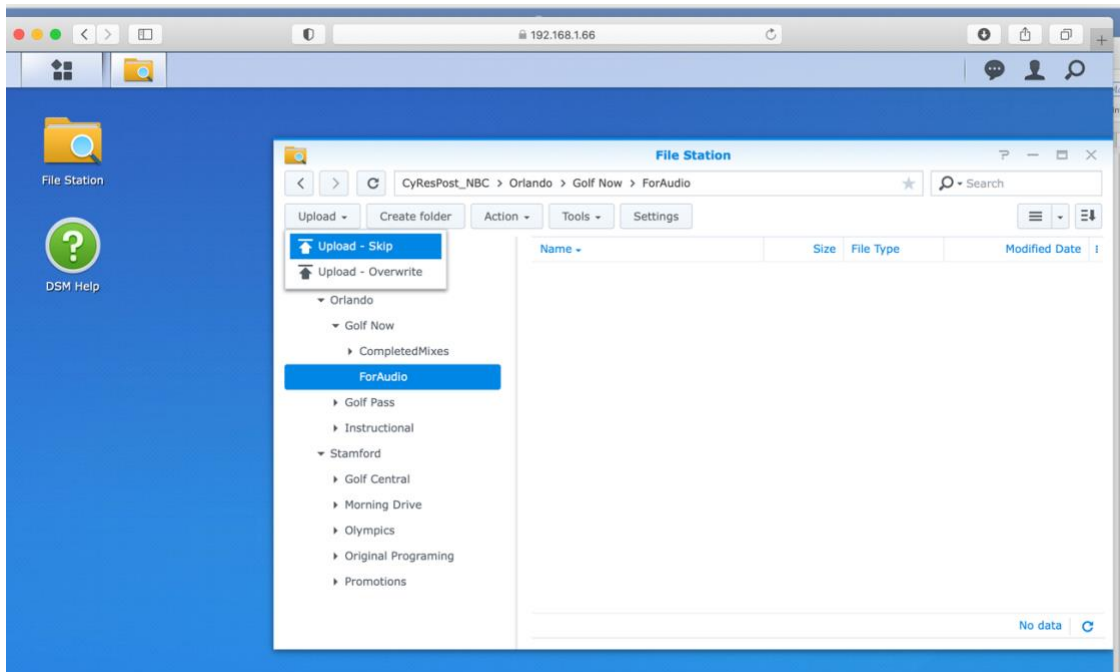 192.168.1.66
File Station
File Station
CyResPost_NBC > Orlando > Golf Now > ForAudio
Search
Upload
Create folder
Action
Tools
Settings
Upload - Skip
Upload - Overwrite
Name
Size
File Type
Modified Date
DSM Help
Orlando
Golf Now
CompletedMixes
ForAudio
Golf Pass
Instructional
Stamford
Golf Central
Morning Drive
Olympics
Original Programing
Promotions
No data